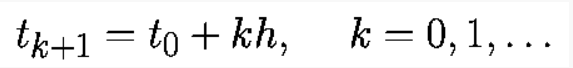 t_{k+1} = t_0 + kh, k = 0, 1, ...